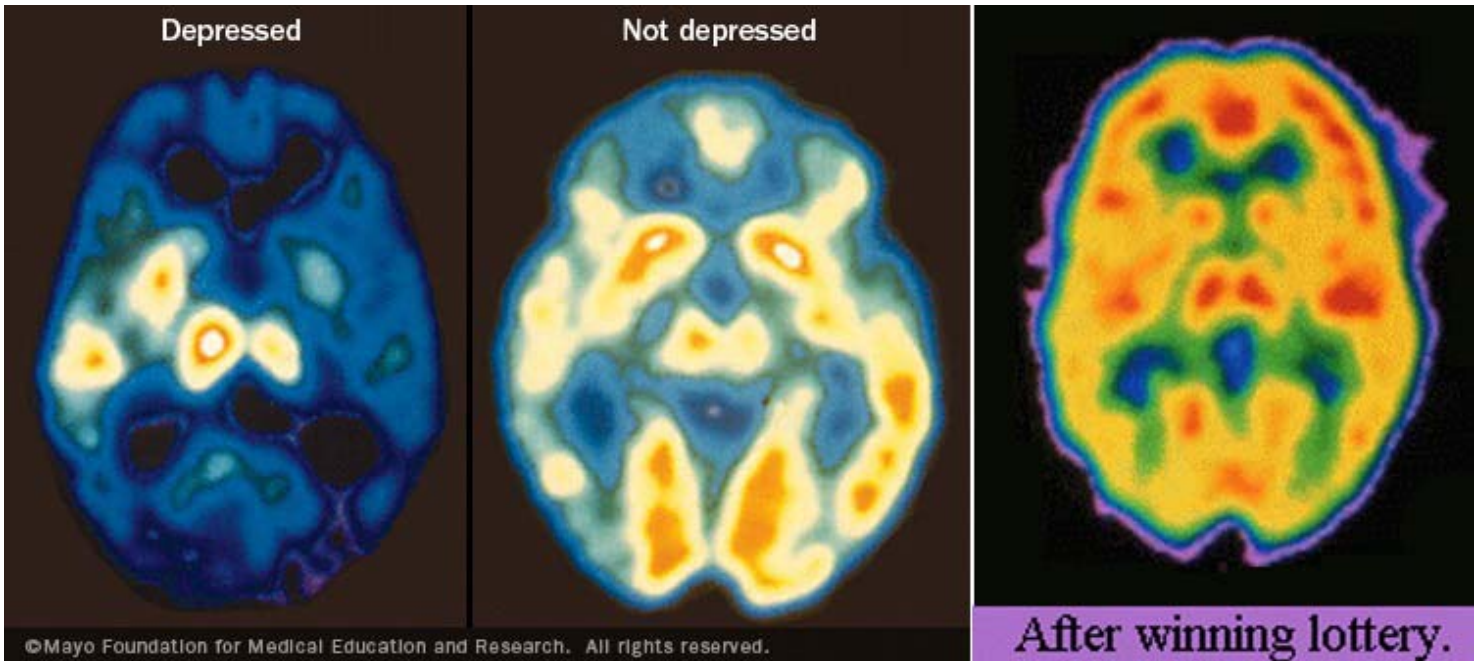 Depressed
Not depressed
©Mayo Foundation for Medical Education and Research. All rights reserved.
After winning lottery.